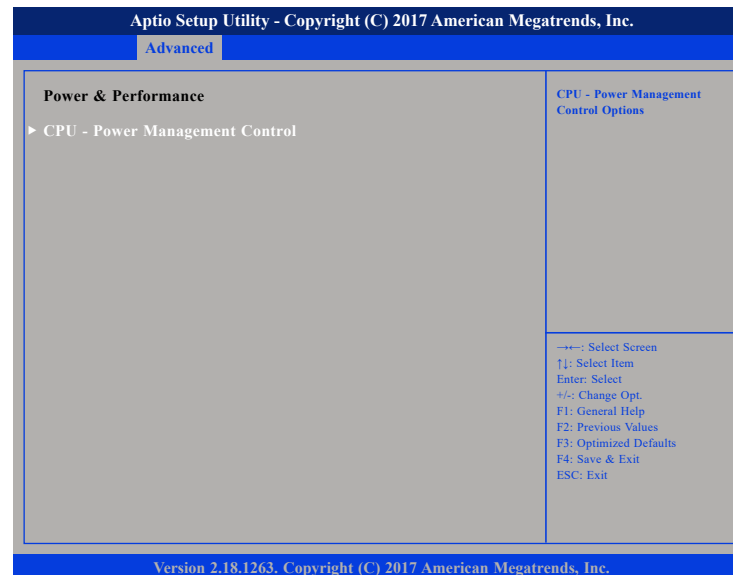 Aptio Setup Utility - Copyright (C) 2017 American Megatrends, Inc.
Advanced
Power & Performance
▶ CPU - Power Management Control
CPU - Power Management
Control Options
→←: Select Screen
↑↓: Select Item
Enter: Select
+/-: Change Opt.
F1: General Help
F2: Previous Values
F3: Optimized Defaults
F4: Save & Exit
ESC: Exit
Version 2.18.1263. Copyright (C) 2017 American Megatrends, Inc.